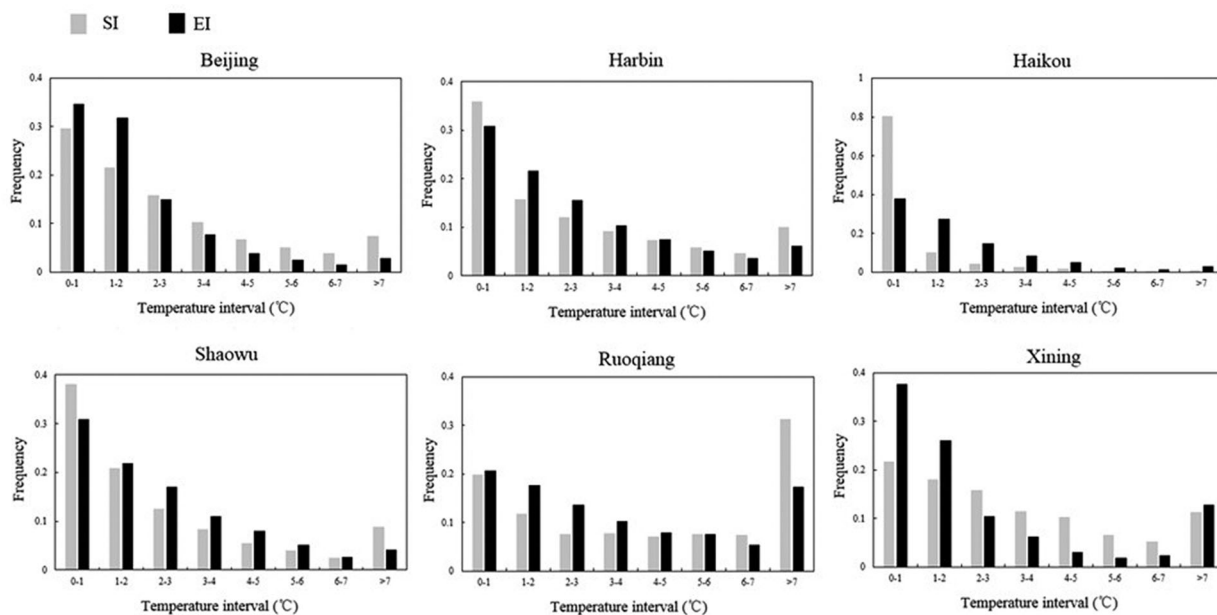 SI EI
Beijing
Frequency
0.4
0.3
0.2
0.1
0
0-1 1-2 2-3 3-4 4-5 5-6 6-7 >7
Temperature interval (℃)
Harbin
Frequency
0.4
0.3
0.2
0.1
0
0-1 1-2 2-3 3-4 4-5 5-6 6-7 >7
Temperature interval (℃)
Haikou
Frequency
1
0.8
0.6
0.4
0.2
0
0-1 1-2 2-3 3-4 4-5 5-6 6-7 >7
Temperature interval (℃)
Shaowu
Frequency
0.4
0.3
0.2
0.1
0
0-1 1-2 2-3 3-4 4-5 5-6 6-7 >7
Temperature interval (℃)
Ruoqiang
Frequency
0.4
0.3
0.2
0.1
0
0-1 1-2 2-3 3-4 4-5 5-6 6-7 >7
Temperature interval (℃)
Xining
Frequency
0.4
0.3
0.2
0.1
0
0-1 1-2 2-3 3-4 4-5 5-6 6-7 >7
Temperature interval (℃)